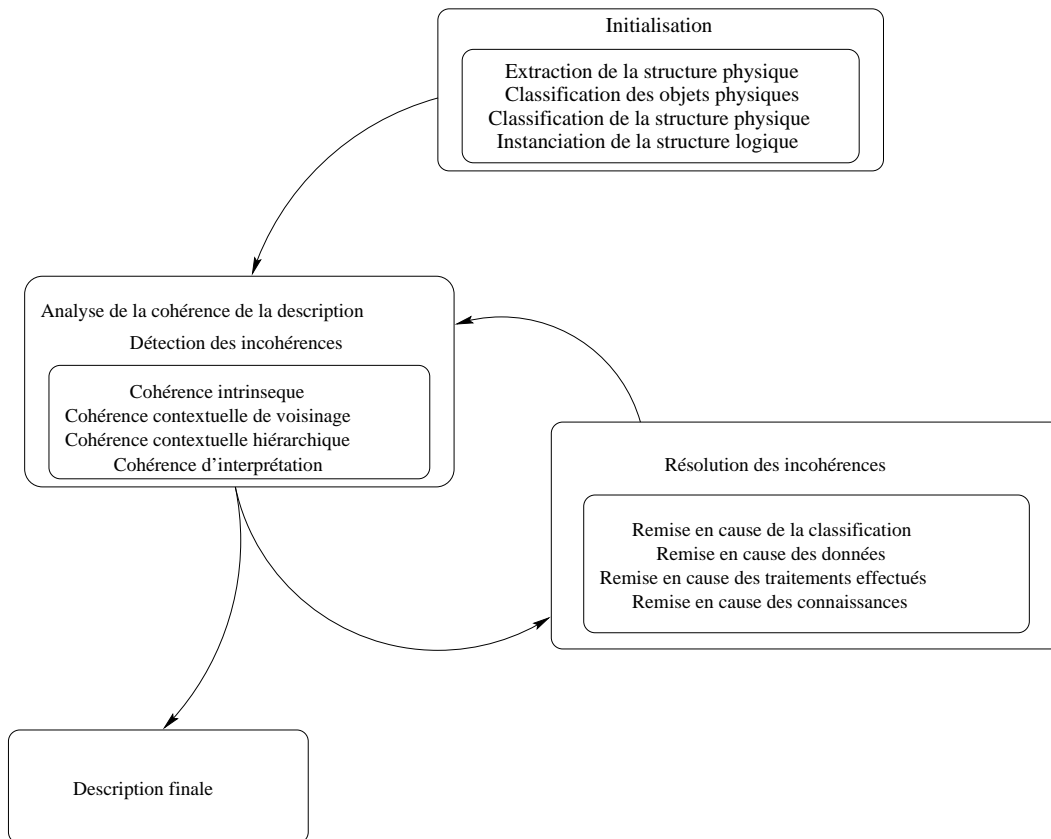 Initialisation
Extraction de la structure physique
Classification des objets physiques
Classification de la structure physique
Instanciation de la structure logique
Analyse de la cohérence de la description
Détection des incohérences
Cohérence intrinseque
Cohérence contextuelle de voisinage
Cohérence contextuelle hiérarchique
Cohérence d'interprétation
Résolution des incohérences
Remise en cause de la classification
Remise en cause des données
Remise en cause des traitements effectués
Remise en cause des connaissances
Description finale